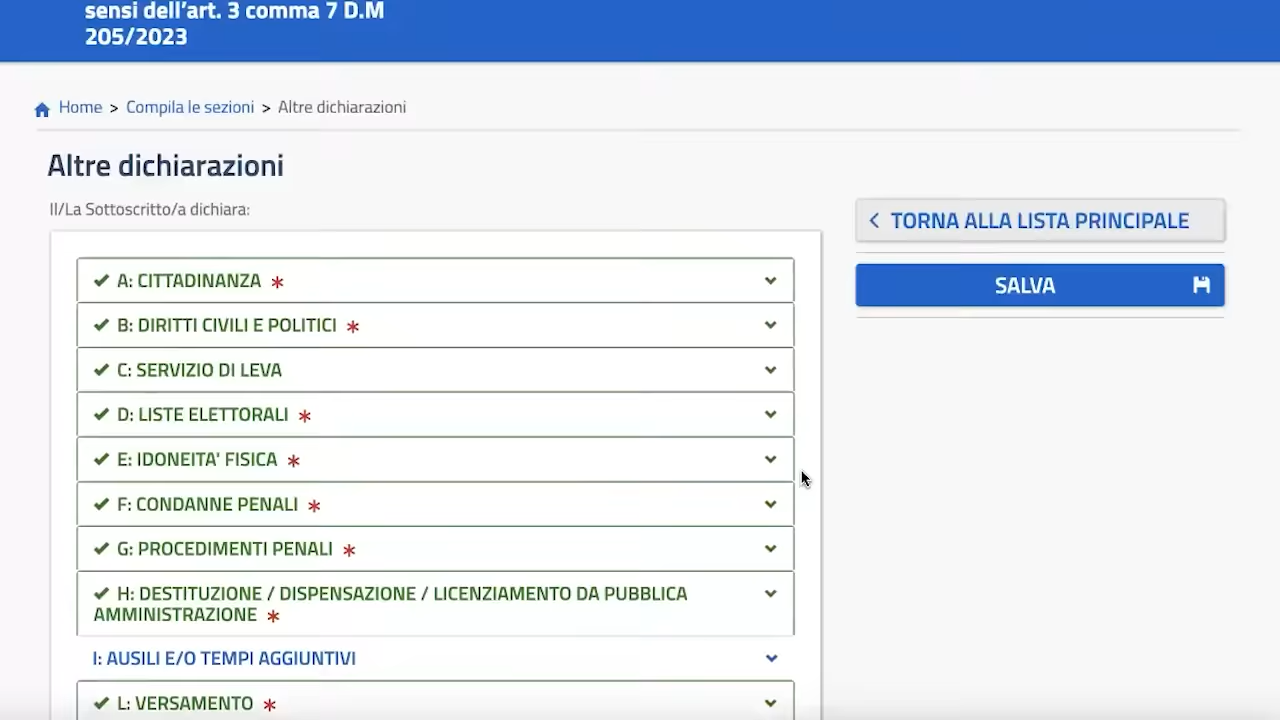 sensi dell’art. 3 comma 7 D.M
205/2023
Home > Compila le sezioni > Altre dichiarazioni
Altre dichiarazioni
Il/La Sottoscritto/a dichiara:
TORNA ALLA LISTA PRINCIPALE
SALVA
A: CITTADINANZA *
B: DIRITTI CIVILI E POLITICI *
C: SERVIZIO DI LEVA
D: LISTE ELETTORALI *
E: IDONEITA' FISICA *
F: CONDANNE PENALI *
G: PROCEDIMENTI PENALI *
H: DESTITUZIONE / DISPENSAZIONE / LICENZIAMENTO DA PUBBLICA
AMMINISTRAZIONE *
I: AUSILI E/O TEMPI AGGIUNTIVI
L: VERSAMENTO *